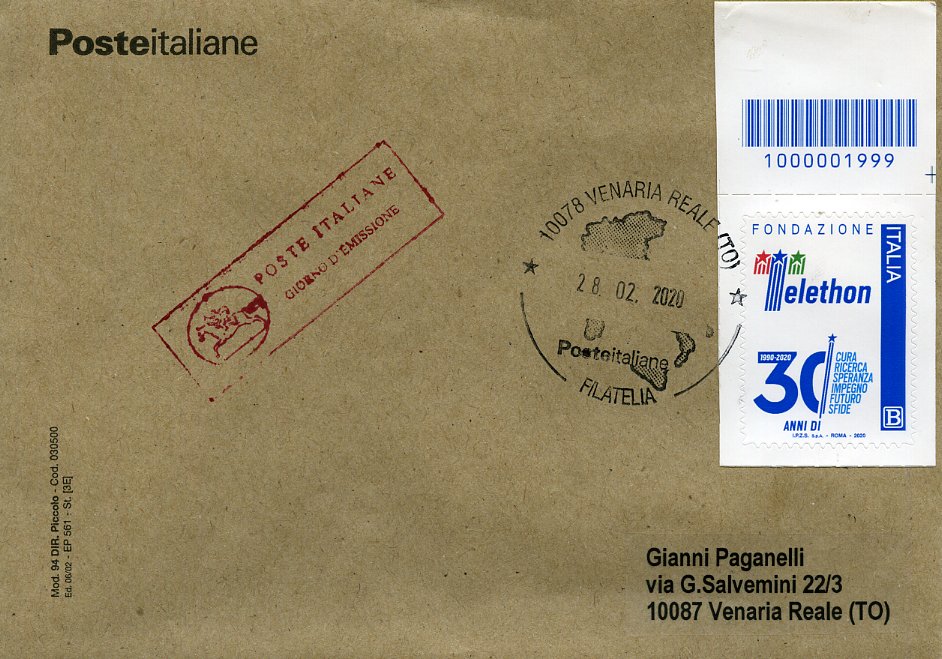 Posteitaliane
1000001999
FONDAZIONE
ITALIA
Telethon
1990-2020
30
ANNI DI
CURA
RICERCA
SPERANZA
IMPEGNO
FUTURO
SFIDE
B
I.P.Z.S. S.p.A. - ROMA - 2020
10078 VENARIA REALE (TO)
28. 02. 2020
Posteitaliane
FILATELIA
POSTE ITALIANE
GIORNO D'EMISSIONE
Mod. 94 DIR. Piccolo - Cod. 030500
Ed. 06/02 - EP 561 - St. [3E]
Gianni Paganelli
via G.Salvemini 22/3
10087 Venaria Reale (TO)